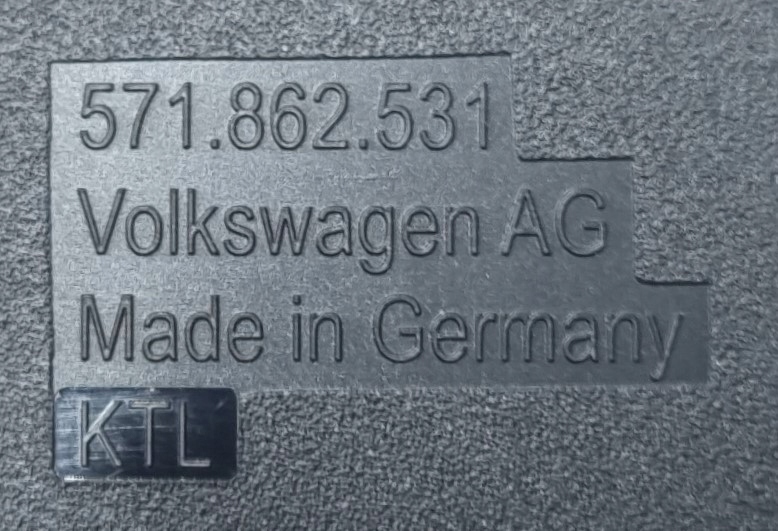 571.862.531
Volkswagen AG
Made in Germany
KTL